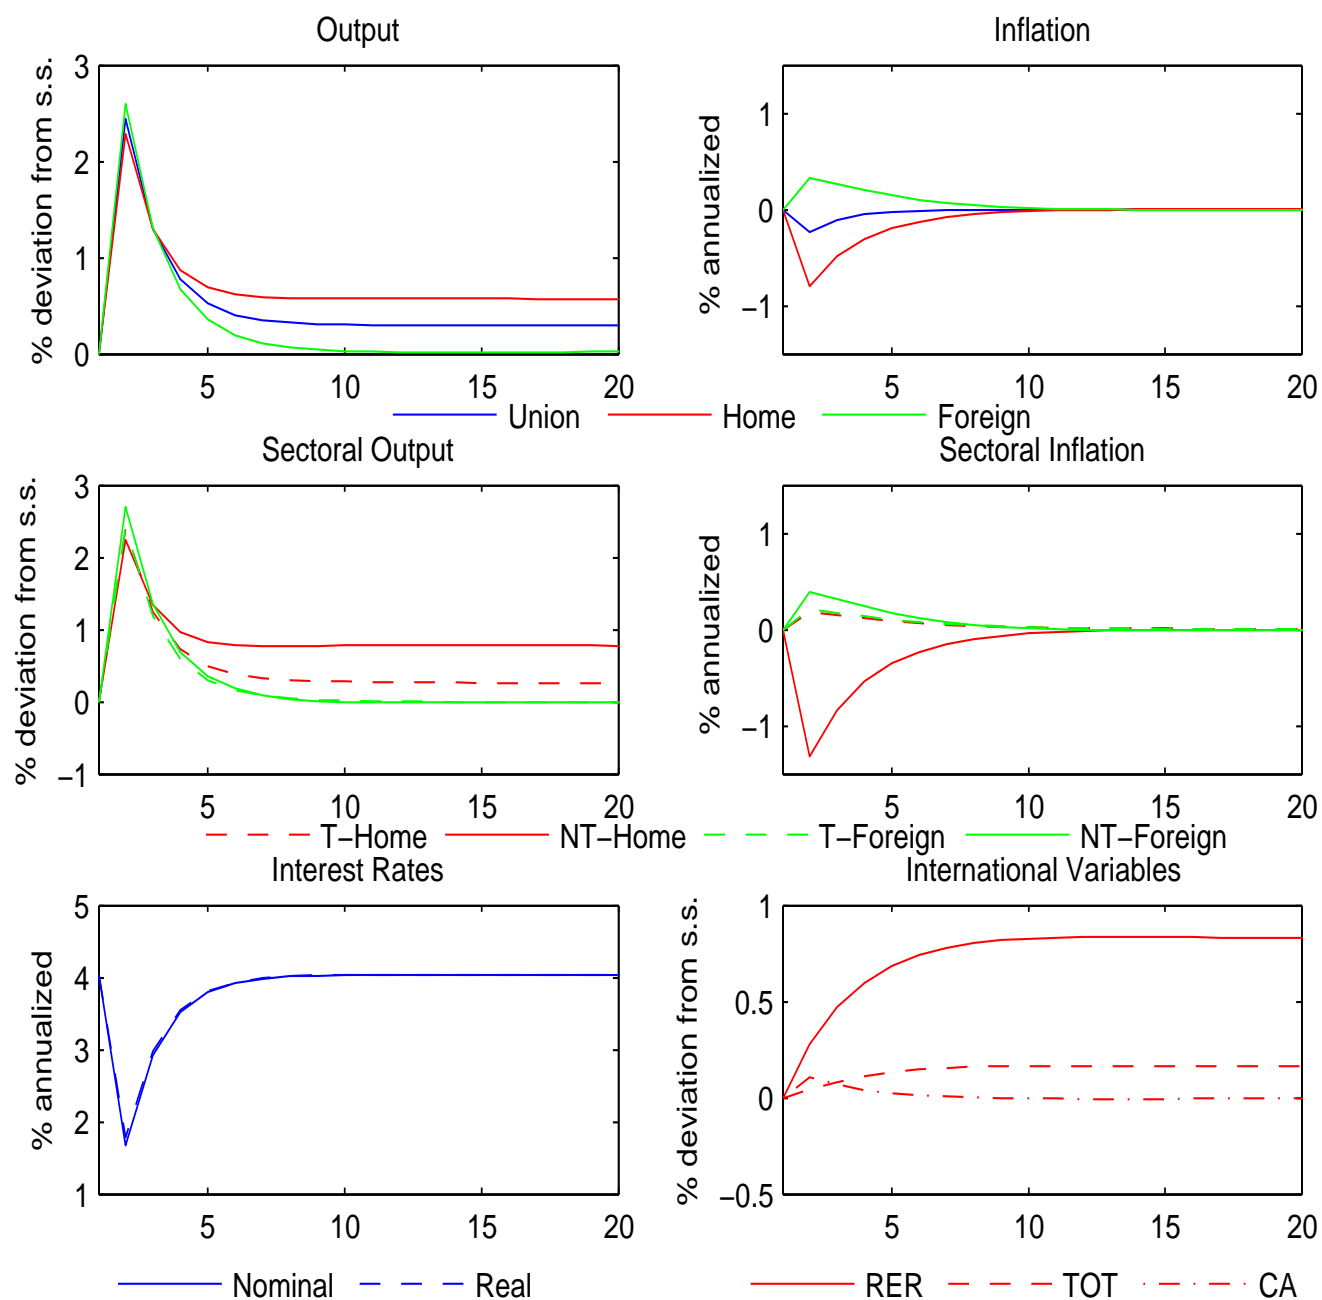 Output
Inflation
% deviation from s.s.
3
2
1
0
5
10
15
20
% annualized
1
0
−1
5
10
15
20
Union
Home
Foreign
Sectoral Output
Sectoral Inflation
% deviation from s.s.
3
2
1
0
−1
5
10
15
20
% annualized
1
0
−1
5
10
15
20
T−Home
NT−Home
T−Foreign
NT−Foreign
Interest Rates
International Variables
% annualized
5
4
3
2
1
5
10
15
20
% deviation from s.s.
1
0.5
0
−0.5
5
10
15
20
Nominal
Real
RER
TOT
CA